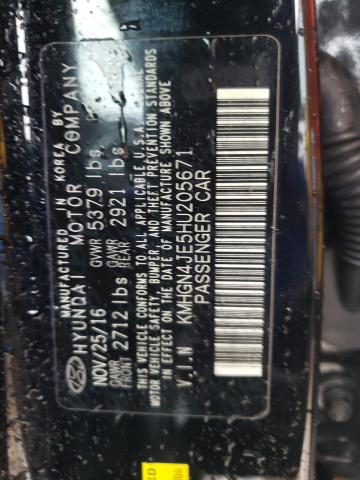 MFD. IN KOREA BY
HYUNDAI MOTOR COMPANY
NOV/25/16 GVWR 5379 lbs.
GAWR FRONT 2712 lbs GAWR REAR 2921 lbs
THIS VEHICLE CONFORMS TO ALL APPLICABLE U.S.A. FEDERAL
MOTOR VEHICLE SAFETY, BUMPER, AND THEFT PREVENTION STANDARDS
IN EFFECT ON THE DATE OF MANUFACTURE SHOWN ABOVE
V.I.N KMHGN4JE5HU205671
PASSENGER CAR